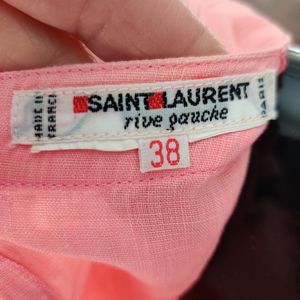 MADE IN
FRANCE
SAINT LAURENT
rive gauche
PARIS
38